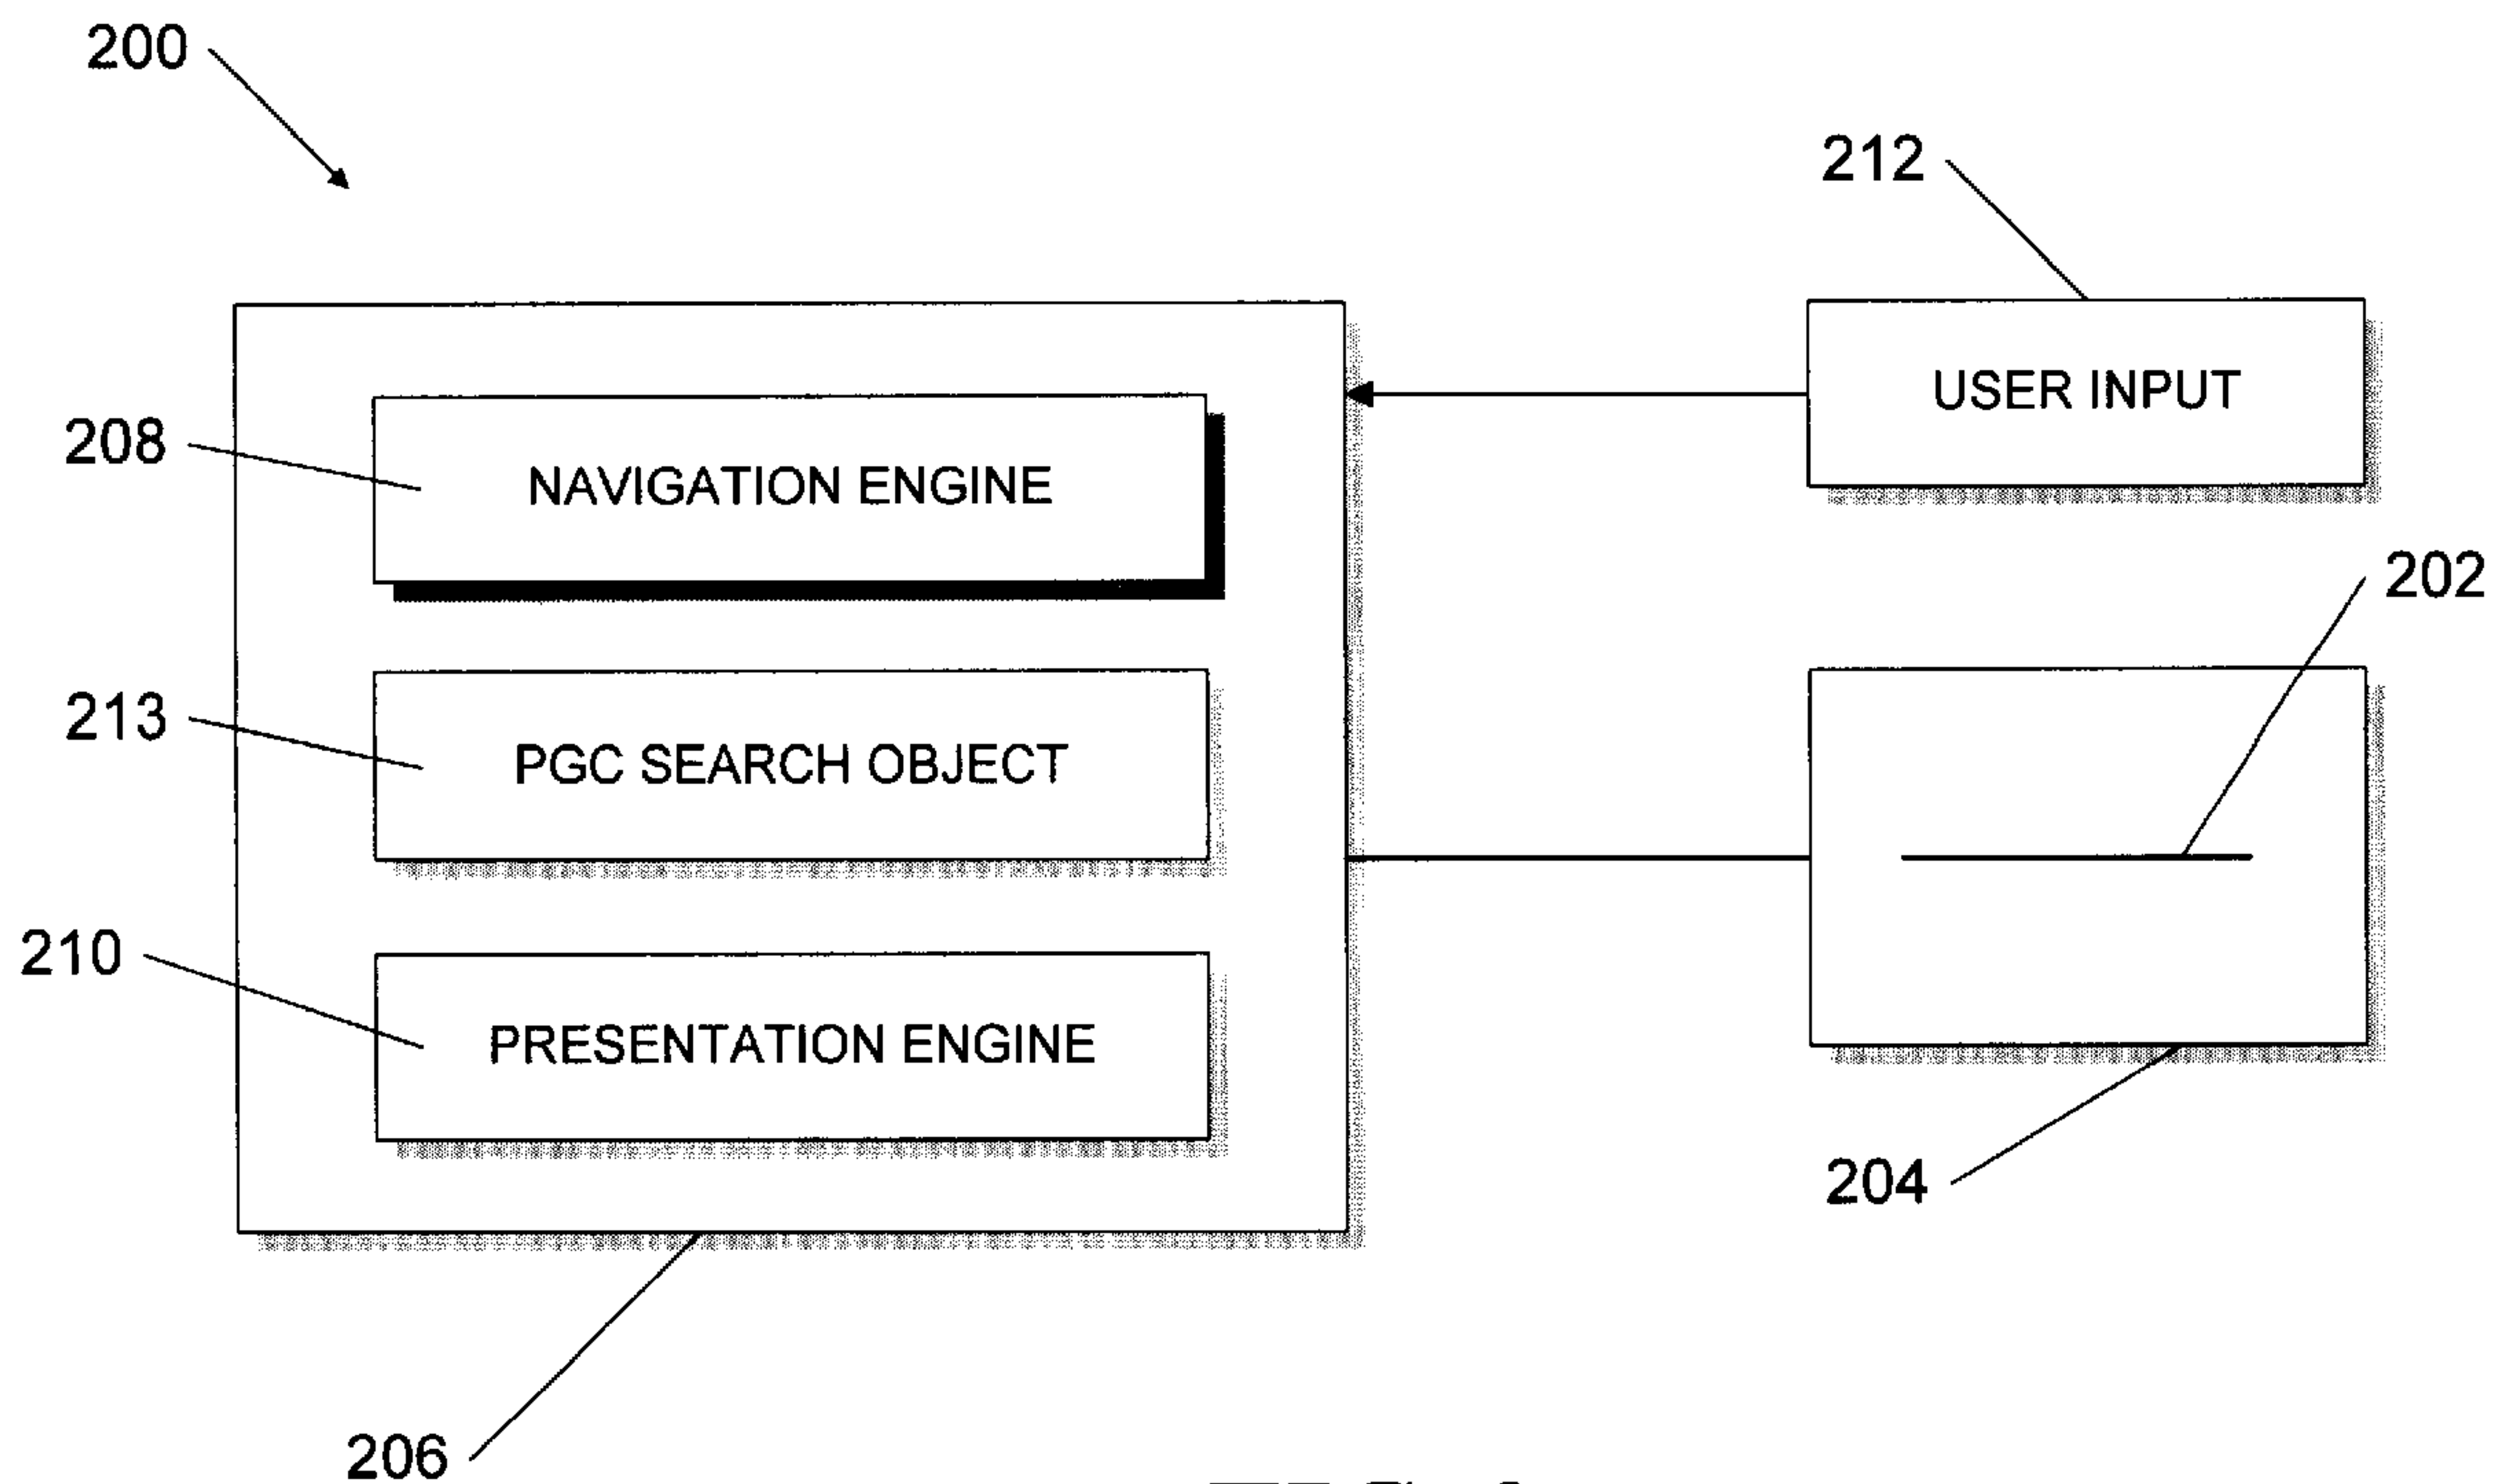 200
212
USER INPUT
208
NAVIGATION ENGINE
202
213
PGC SEARCH OBJECT
210
PRESENTATION ENGINE
204
206